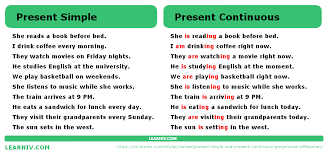 Present Simple
She reads a book before bed.
I drink coffee every morning.
They watch movies on Friday nights.
He studies English at the university.
We play basketball on weekends.
She listens to music while she works.
The train arrives at 9 PM.
He eats a sandwich for lunch every day.
They visit their grandparents every Sunday.
The sun sets in the west.
Present Continuous
She is reading a book before bed.
I am drinking coffee right now.
They are watching a movie right now.
He is studying English at the moment.
We are playing basketball right now.
She is listening to music while she works.
The train is arriving at 9 PM.
He is eating a sandwich for lunch today.
They are visiting their grandparents today.
The sun is setting in the west.
LEARNIV.COM
LEARNIV.COM